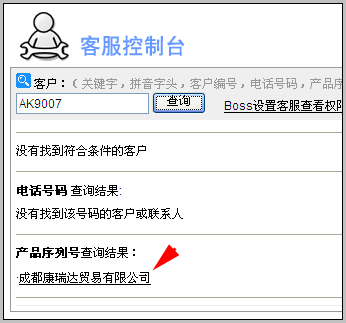 客服控制台
客户：（关键字，拼音字头，客户编号，电话号码，产品序
AK9007 查询 Boss设置客服查看权限
没有找到符合条件的客户
电话号码 查询结果:
没有找到该号码的客户或联系人
产品序列号查询结果：
·成都康瑞达贸易有限公司